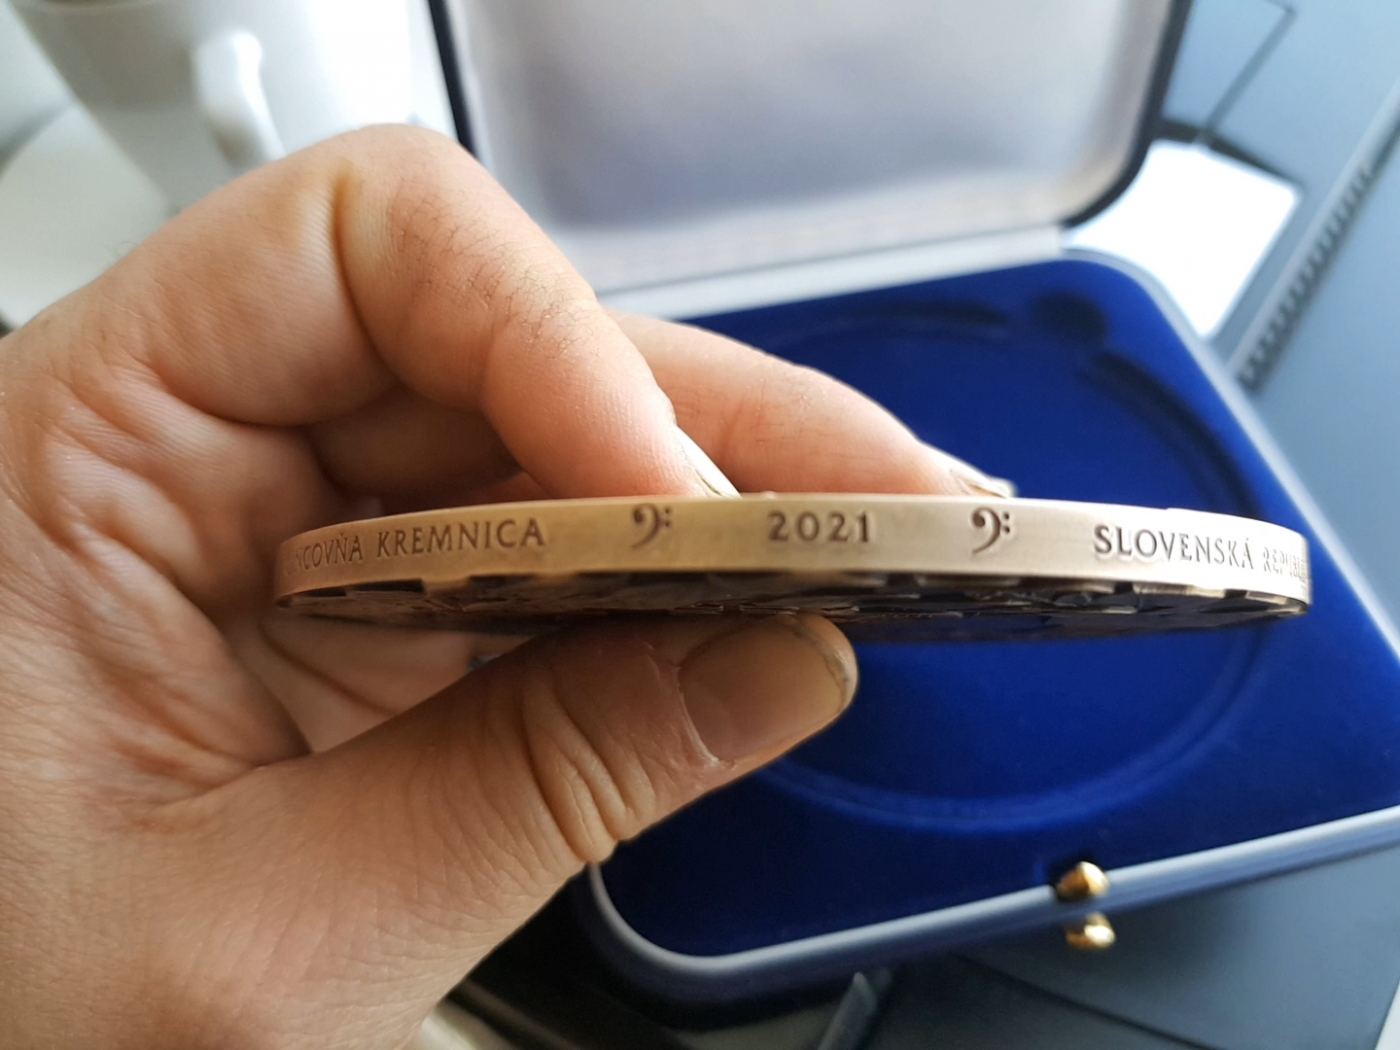 KREMNICA 𝄢 2021 𝄢 SLOVENSKÁ